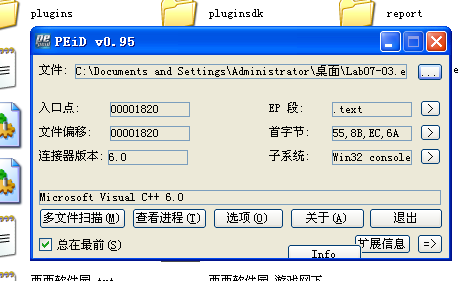 plugins pluginsdk report
PEiD v0.95
文件: C:\Documents and Settings\Administrator\桌面\Lab07-03.e ...
入口点: 00001820 EP 段: .text >
文件偏移: 00001820 首字节: 55,8B,EC,6A >
连接器版本: 6.0 子系统: Win32 console >
Microsoft Visual C++ 6.0
多文件扫描(M) 查看进程(T) 选项(O) 关于(A) 退出
总在最前(S) 扩展信息 =>
Info